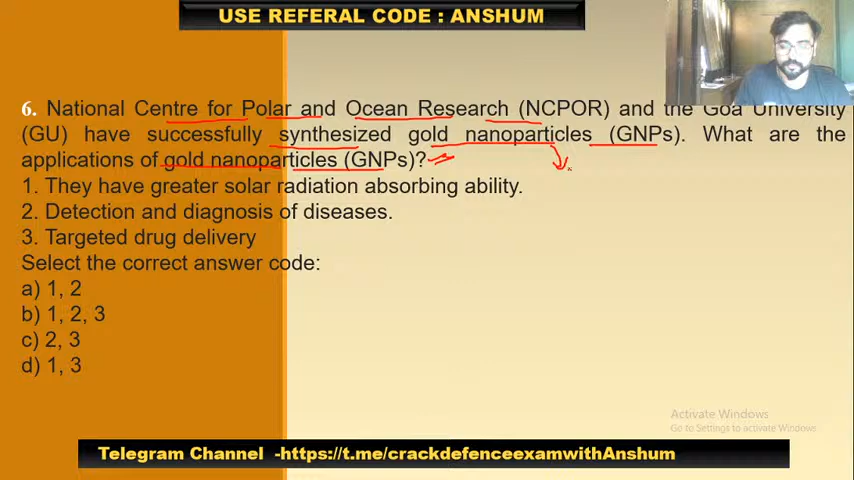 USE REFERAL CODE : ANSHUM
6. National Centre for Polar and Ocean Research (NCPOR) and the Goa University
(GU) have successfully synthesized gold nanoparticles (GNPs). What are the
applications of gold nanoparticles (GNPs)?
1. They have greater solar radiation absorbing ability.
2. Detection and diagnosis of diseases.
3. Targeted drug delivery
Select the correct answer code:
a) 1, 2
b) 1, 2, 3
c) 2, 3
d) 1, 3
Activate Windows
Go to Settings to activate Windows.
Telegram Channel -https://t.me/crackdefenceexamwithAnshum